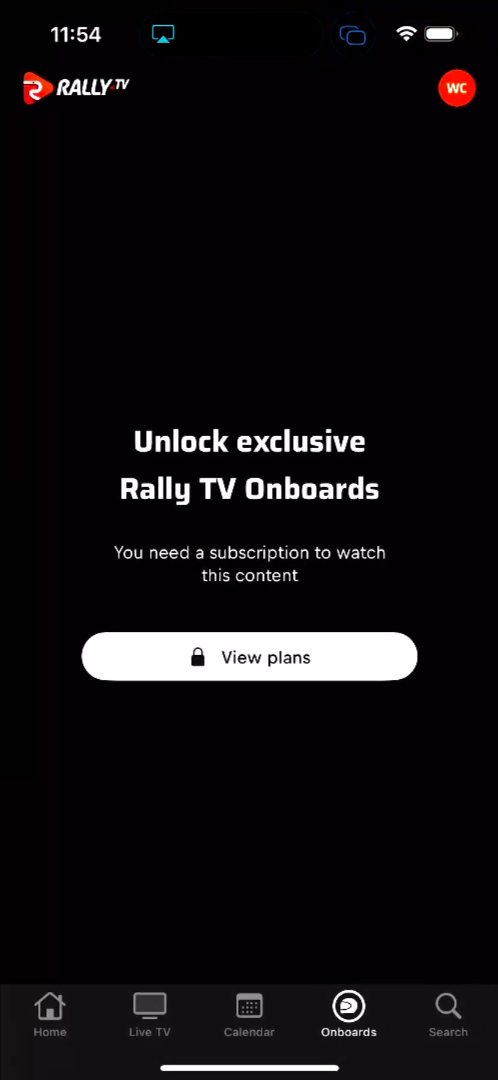 11:54
RALLY.TV
WC
Unlock exclusive
Rally TV Onboards
You need a subscription to watch
this content
View plans
Home
Live TV
Calendar
Onboards
Search